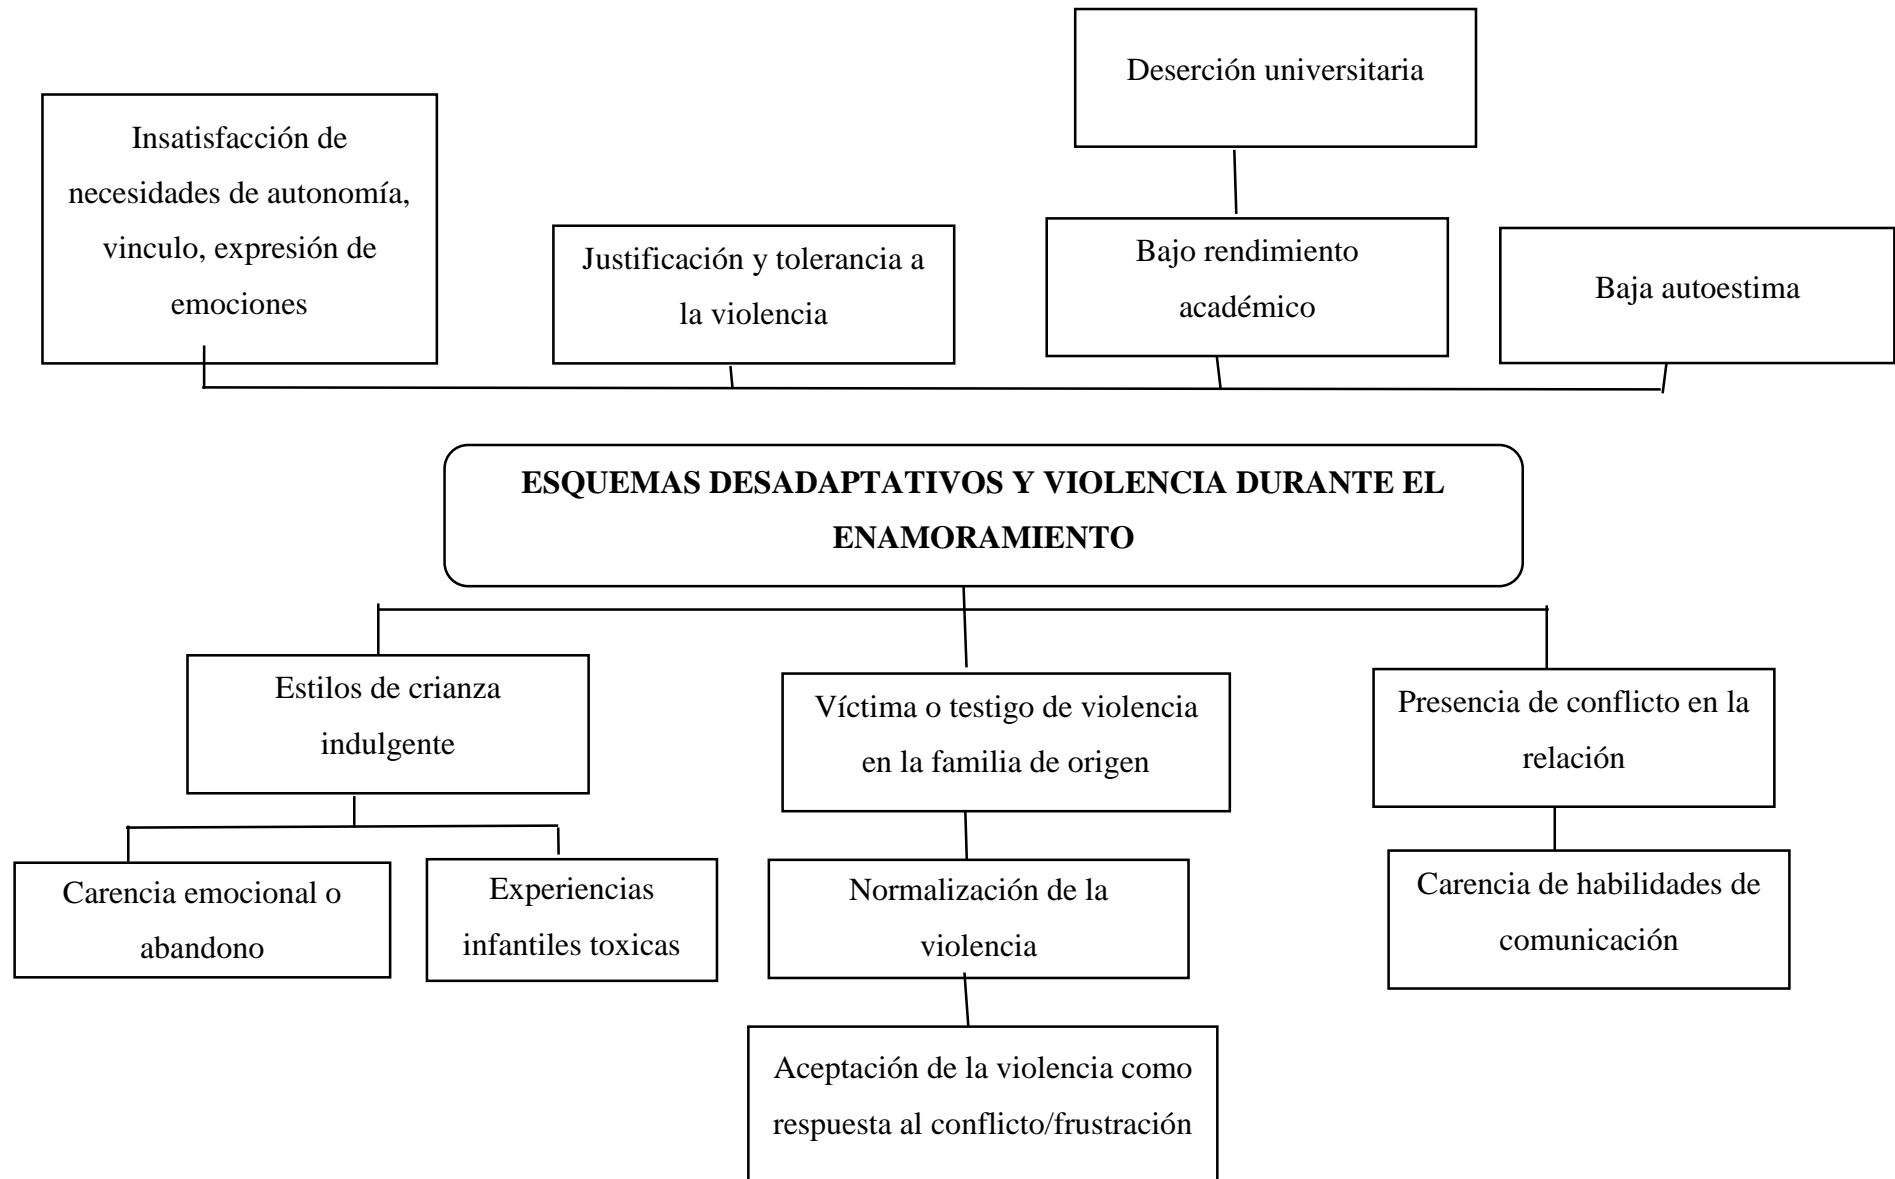 Deserción universitaria
Insatisfacción de
necesidades de autonomía,
vinculo, expresión de
emociones
Justificación y tolerancia a
la violencia
Bajo rendimiento
académico
Baja autoestima
ESQUEMAS DESADAPTATIVOS Y VIOLENCIA DURANTE EL
ENAMORAMIENTO
Estilos de crianza
indulgente
Víctima o testigo de violencia
en la familia de origen
Presencia de conflicto en la
relación
Carencia emocional o
abandono
Experiencias
infantiles toxicas
Normalización de la
violencia
Carencia de habilidades de
comunicación
Aceptación de la violencia como
respuesta al conflicto/frustración